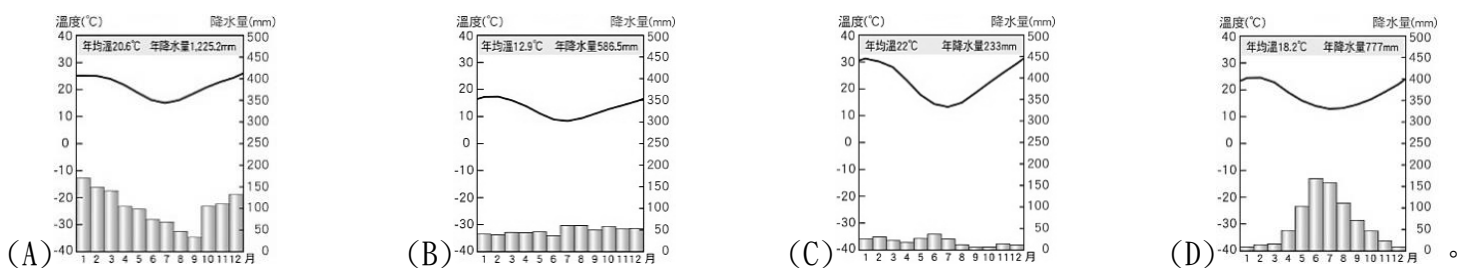 溫度(℃) 降水量(mm) 溫度(℃) 降水量(mm) 溫度(℃) 降水量(mm) 溫度(℃) 降水量(mm)
年均溫20.6℃ 年降水量1,225.2mm 年均溫12.9℃ 年降水量586.5mm 年均溫22℃ 年降水量233mm 年均溫18.2℃ 年降水量777mm
40 500 40 500 40 500 40 500
30 450 30 450 30 450 30 450
400 400 400 400
20 350 20 350 20 350 20 350
10 300 10 300 10 300 10 300
0 250 0 250 0 250 0 250
-10 200 -10 200 -10 200 -10 200
-20 150 -20 150 -20 150 -20 150
100 100 100 100
-30 50 -30 50 -30 50 -30 50
(A) -40 0 (B) -40 0 (C) -40 0 (D) -40 0 。
1 2 3 4 5 6 7 8 9 10 11 12 月 1 2 3 4 5 6 7 8 9 10 11 12 月 1 2 3 4 5 6 7 8 9 10 11 12 月 1 2 3 4 5 6 7 8 9 10 11 12 月